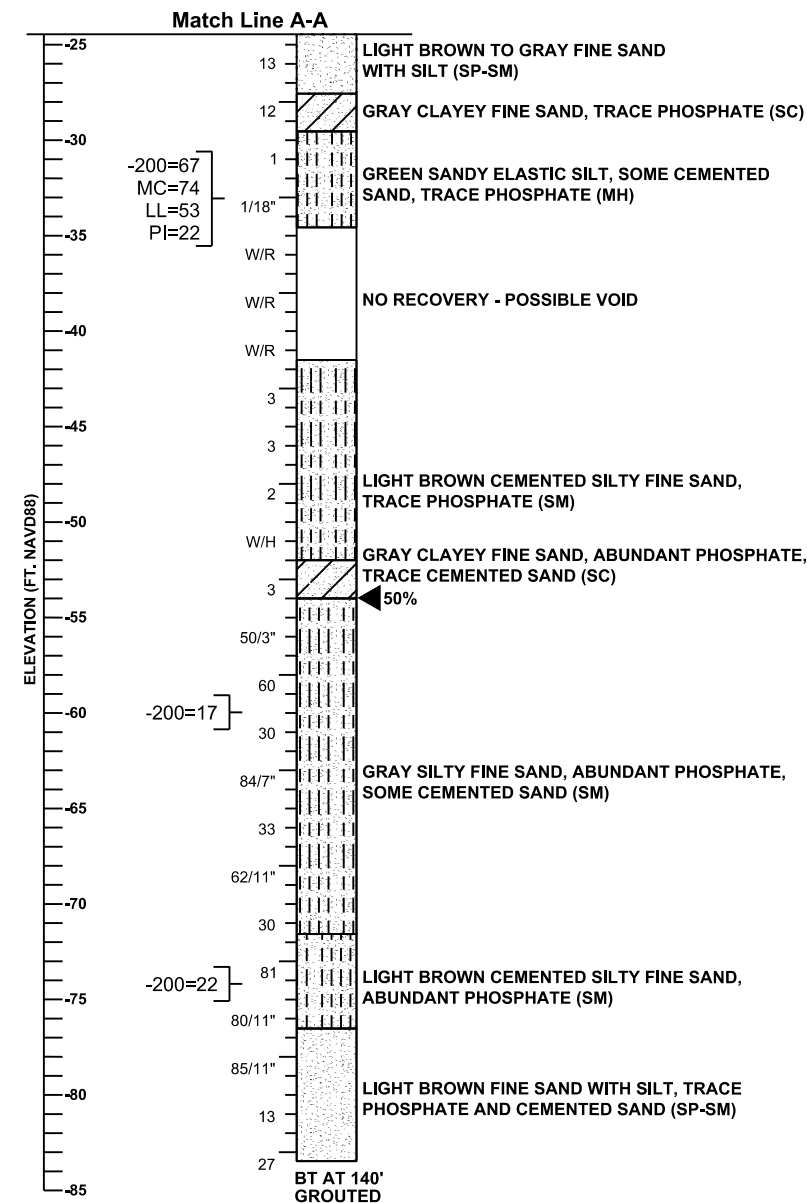 Match Line A-A
-25
LIGHT BROWN TO GRAY FINE SAND
WITH SILT (SP-SM)
13
12
GRAY CLAYEY FINE SAND, TRACE PHOSPHATE (SC)
-30
-200=67
MC=74
LL=53
PI=22
1
GREEN SANDY ELASTIC SILT, SOME CEMENTED
SAND, TRACE PHOSPHATE (MH)
1/18"
-35
W/R
W/R
NO RECOVERY - POSSIBLE VOID
-40
W/R
3
-45
3
LIGHT BROWN CEMENTED SILTY FINE SAND,
TRACE PHOSPHATE (SM)
2
-50
W/H
GRAY CLAYEY FINE SAND, ABUNDANT PHOSPHATE,
TRACE CEMENTED SAND (SC)
3
50%
-55
ELEVATION (FT. NAVD88)
50/3"
60
-60
-200=17
30
GRAY SILTY FINE SAND, ABUNDANT PHOSPHATE,
SOME CEMENTED SAND (SM)
84/7"
-65
33
62/11"
-70
30
81
-200=22
LIGHT BROWN CEMENTED SILTY FINE SAND,
ABUNDANT PHOSPHATE (SM)
-75
80/11"
85/11"
-80
LIGHT BROWN FINE SAND WITH SILT, TRACE
PHOSPHATE AND CEMENTED SAND (SP-SM)
13
27
-85
BT AT 140'
GROUTED